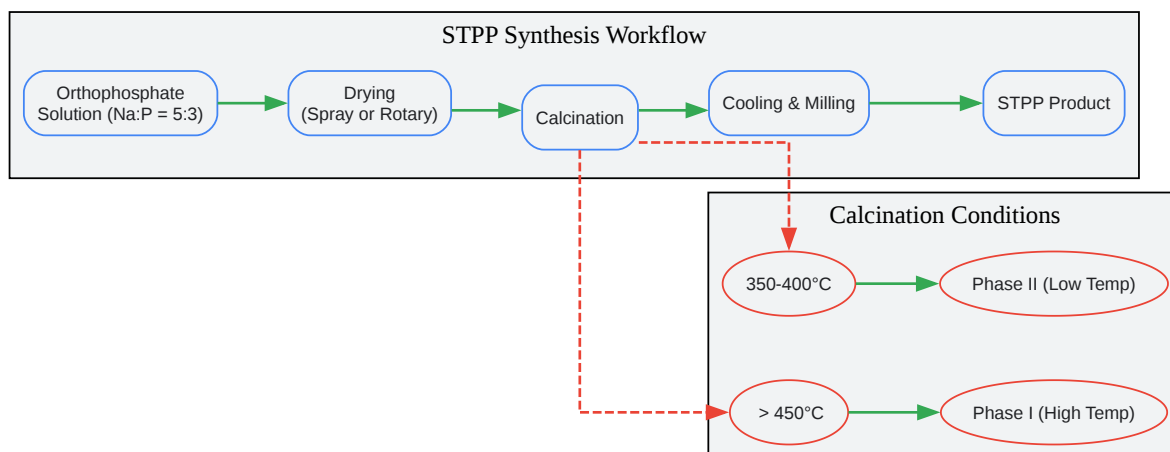 STPP Synthesis Workflow
Orthophosphate
Solution (Na:P = 5:3)
Drying
(Spray or Rotary)
Calcination
Cooling & Milling
STPP Product
Calcination Conditions
350-400°C
Phase II (Low Temp)
> 450°C
Phase I (High Temp)